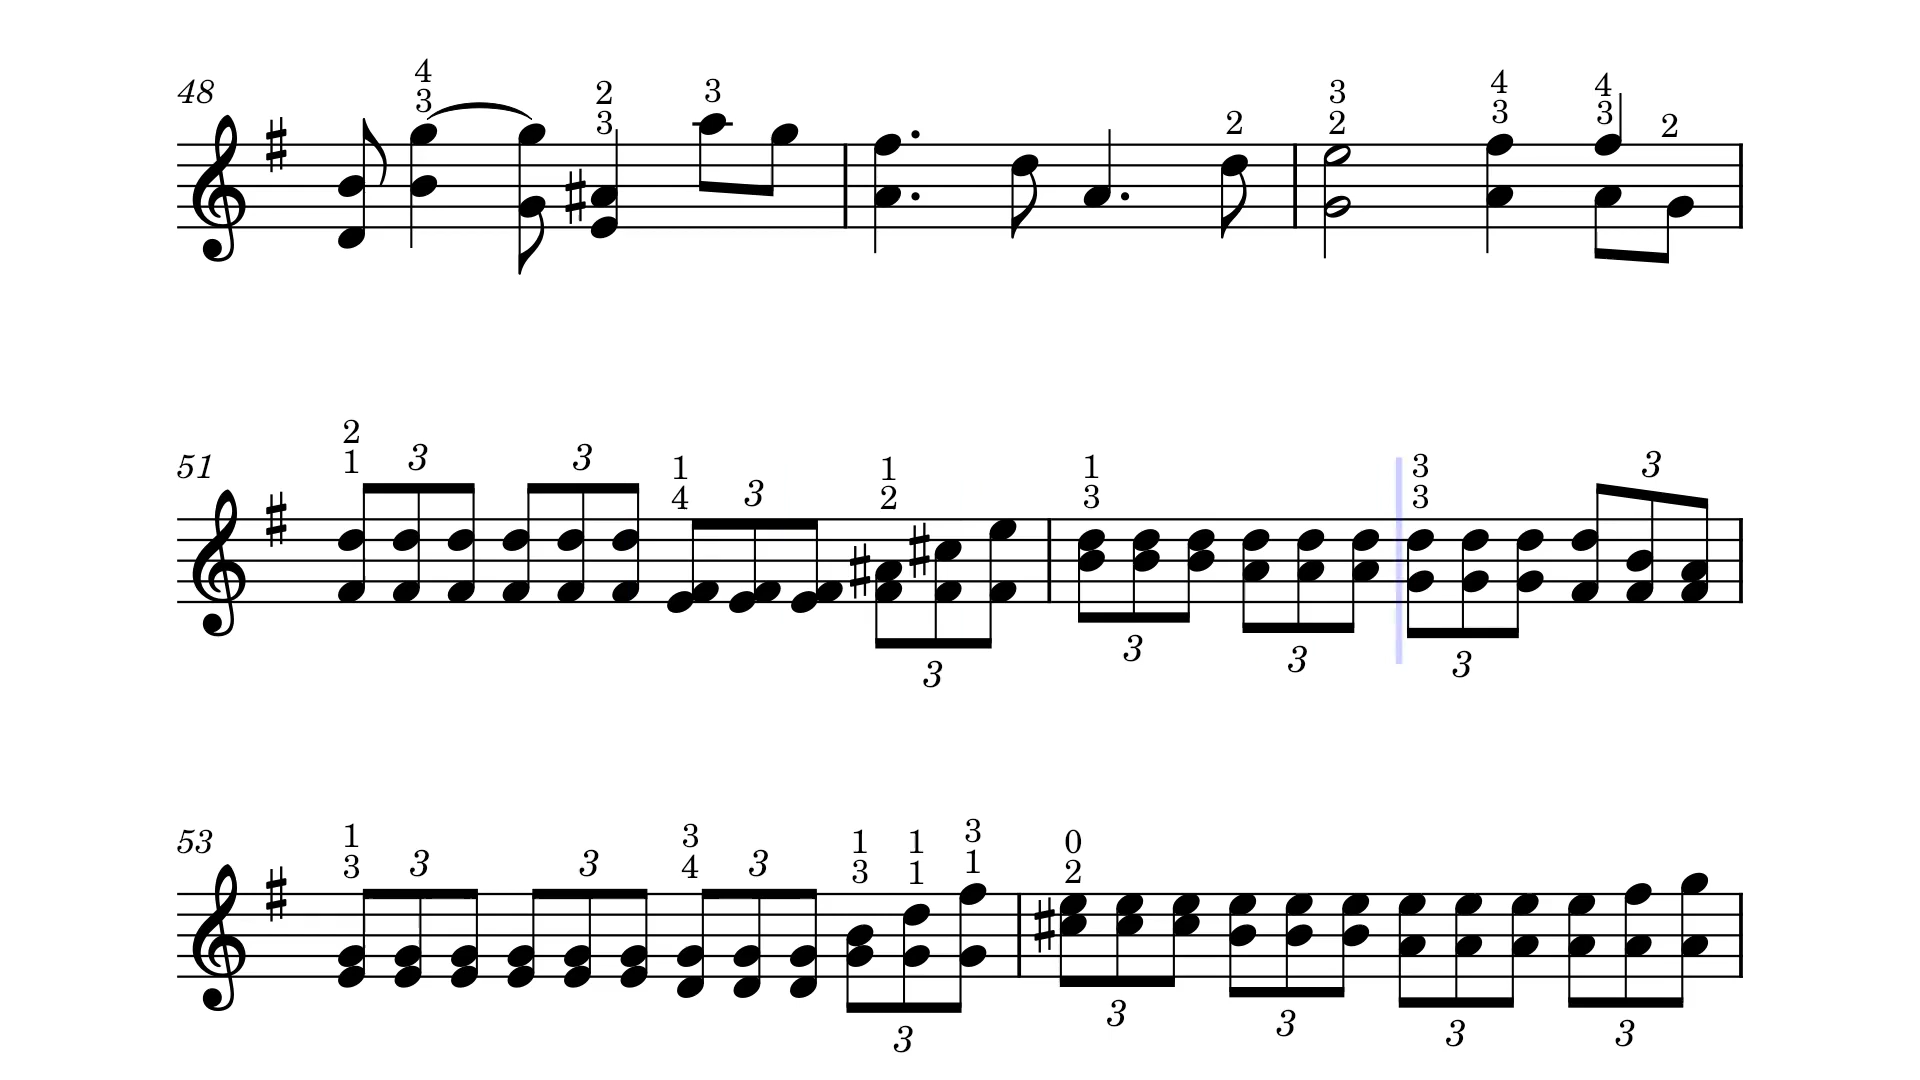 48
4 2 3 3 4 4
3 3 2 2 3 3 2
51
2 3 3 1 3 1 1 3 3
1 4 2 3 3
3 3 3 3
53
1 3 3 3 3 1 1 3 0
3 4 3 1 1 2
3 3 3 3 3